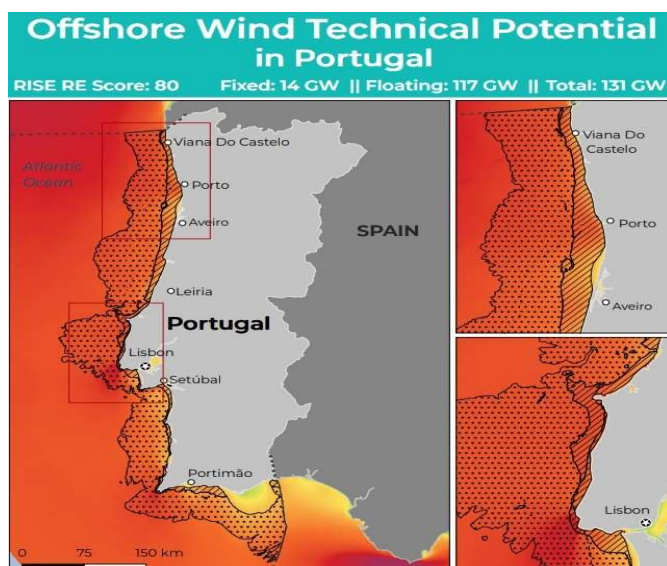 Offshore Wind Technical Potential
in Portugal
RISE RE Score: 80 Fixed: 14 GW || Floating: 117 GW || Total: 131 GW
Atlantic
Ocean
Viana Do Castelo
Porto
Aveiro
SPAIN
Leiria
Portugal
Lisbon
Setúbal
Portimão
0 75 150 km
Viana Do
Castelo
Porto
Aveiro
Lisbon